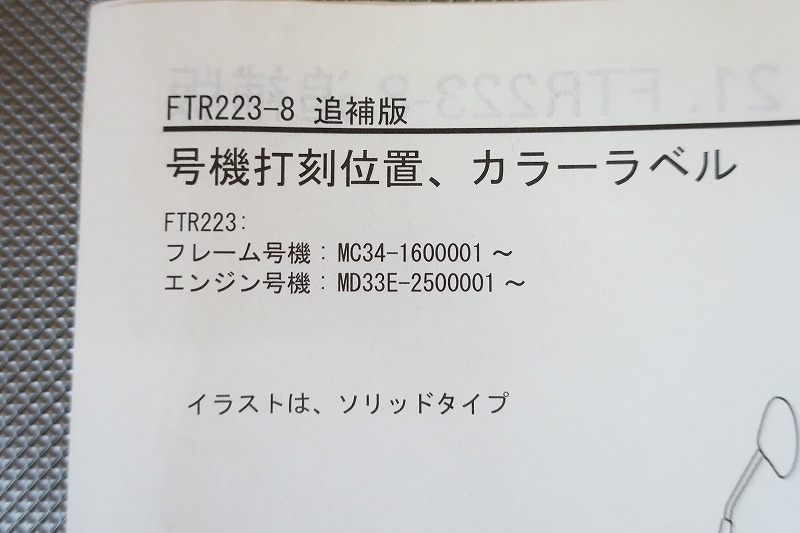 FTR223-8 追補版
号機打刻位置、カラーラベル
FTR223:
フレーム号機：MC34-1600001～
エンジン号機：MD33E-2500001～
イラストは、ソリッドタイプ